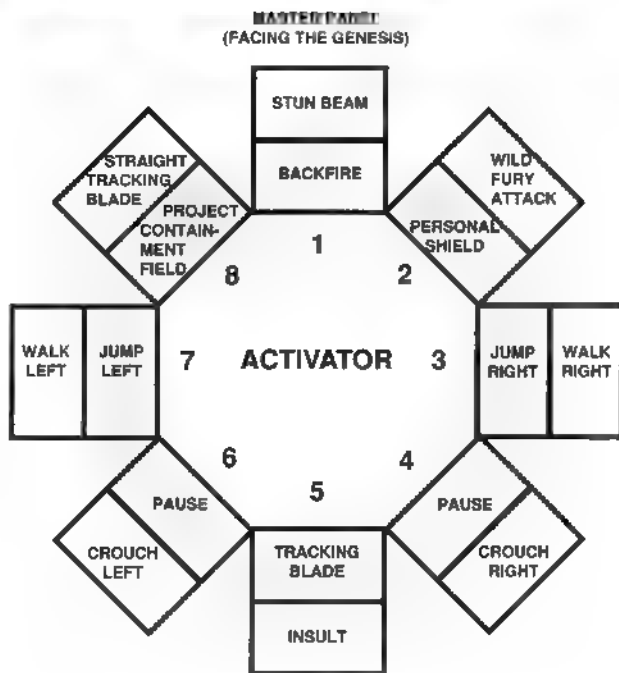 MASTER PANEL
(FACING THE GENESIS)
STUN BEAM
BACKFIRE
1
STRAIGHT
TRACKING
BLADE
PROJECT
CONTAIN-
MENT
FIELD
8
WILD
FURY
ATTACK
PERSONAL
SHIELD
2
WALK
LEFT
JUMP
LEFT
7
ACTIVATOR
3
JUMP
RIGHT
WALK
RIGHT
6
PAUSE
CROUCH
LEFT
5
TRACKING
BLADE
INSULT
4
PAUSE
CROUCH
RIGHT